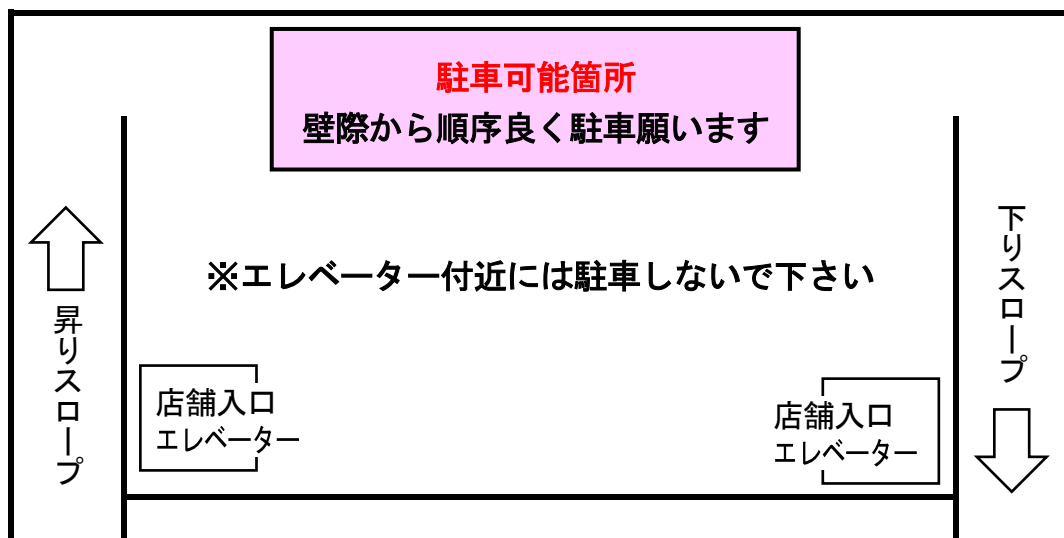 駐車可能箇所
壁際から順序良く駐車願います
※エレベーター付近には駐車しないで下さい
昇りスロープ
下りスロープ
店舗入口
エレベーター
店舗入口
エレベーター